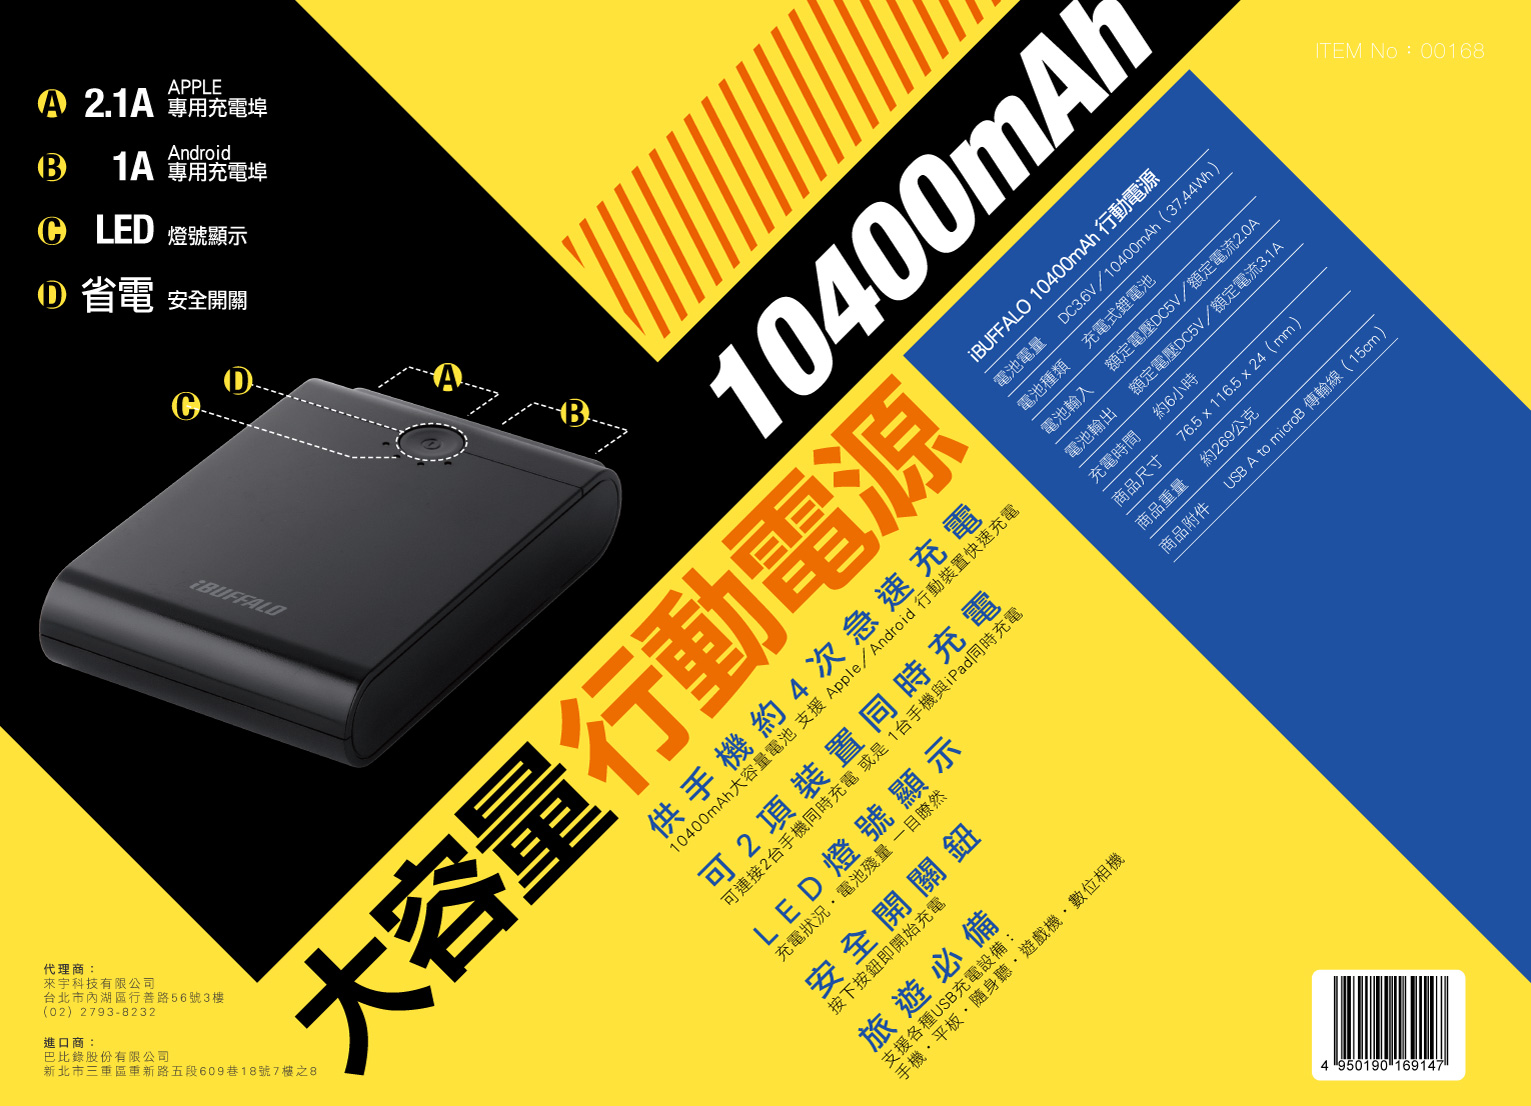 ITEM No：00168
A 2.1A APPLE
專用充電埠
B 1A Android
專用充電埠
C LED 燈號顯示
D 省電 安全開關
D
C
A
B
iBUFFALO
10400mAh
大容量行動電源
供手機約4次急速充電
10400mAh大容量電池 支援 Apple／Android 行動裝置快速充電
可2項裝置同時充電
可連接2台手機同時充電 或是 1台手機與iPad同時充電
LED燈號顯示
充電狀況・電池殘量 一目瞭然
安全開關鈕
按下按鈕即開始充電
旅遊必備
支援各種USB充電設備：
手機・平板・隨身聽・遊戲機・數位相機
iBUFFALO 10400mAh 行動電源
電池電量 DC3.6V／10400mAh（37.44Wh）
電池種類 充電式鋰電池
電池輸入 額定電壓DC5V／額定電流2.0A
電池輸出 額定電壓DC5V／額定電流3.1A
充電時間 約6小時
商品尺寸 76.5 x 116.5 x 24（mm）
商品重量 約269公克
商品附件 USB A to microB 傳輸線（15cm）
代理商：
來宇科技有限公司
台北市內湖區行善路56號3樓
(02) 2793-8232
進口商：
巴比錄股份有限公司
新北市三重區重新路五段609巷18號7樓之8
4 950190 169147